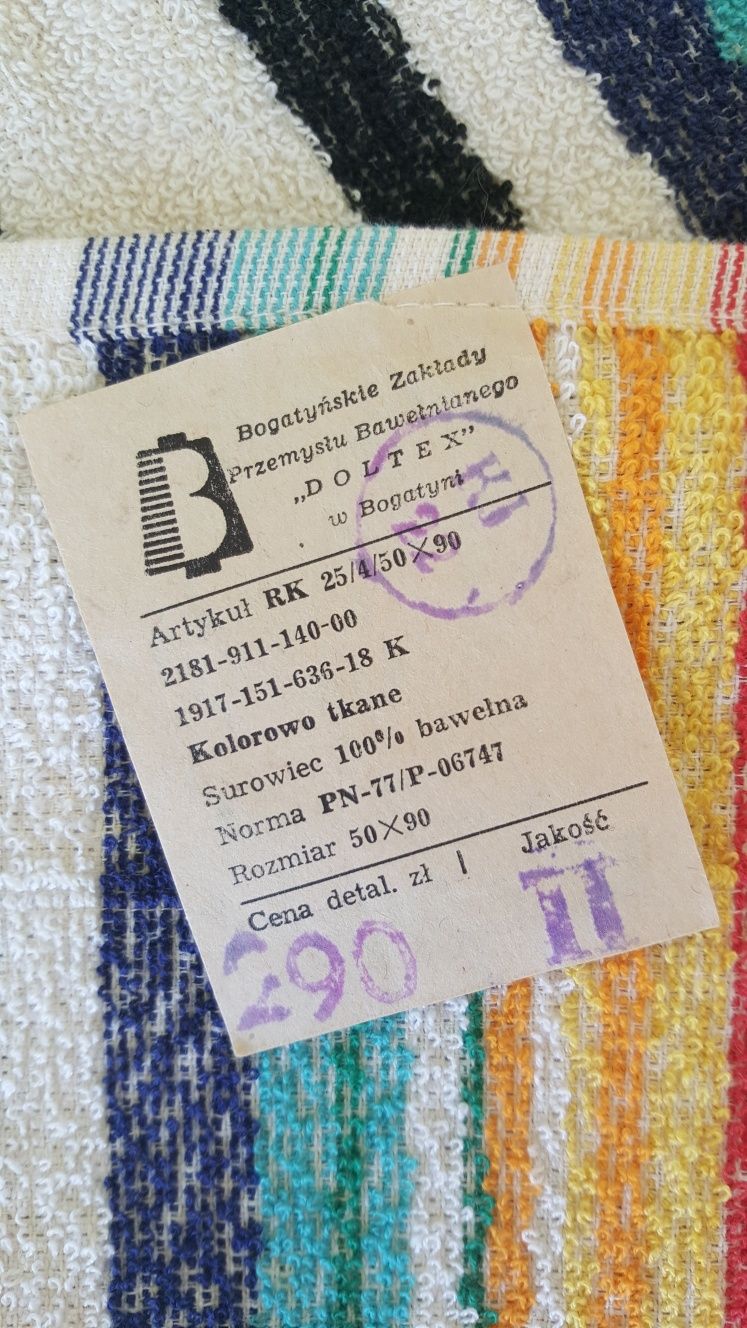 B
Bogatyńskie Zakłady
Przemysłu Bawełnianego
„D O L T E X”
w Bogatyni
Artykuł RK 25/4/50×90
2181-911-140-00
1917-151-636-18 K
Kolorowo tkane
Surowiec 100% bawełna
Norma PN-77/P-06747
Rozmiar 50×90
Cena detal. zł | Jakość
290 II